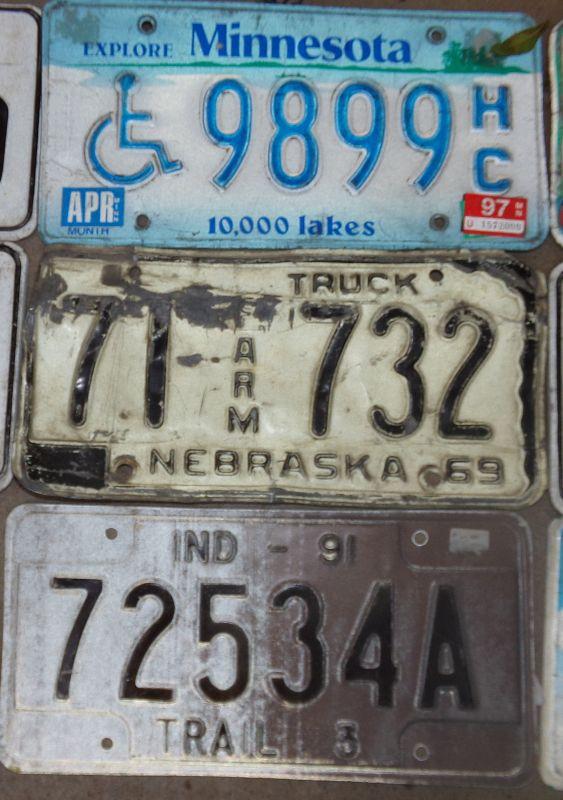 EXPLORE Minnesota
9899 HC
APR 97
MONTH
10,000 lakes
TRUCK
71 FARM 732
NEBRASKA 69
IND - 91
72534A
TRAIL 3